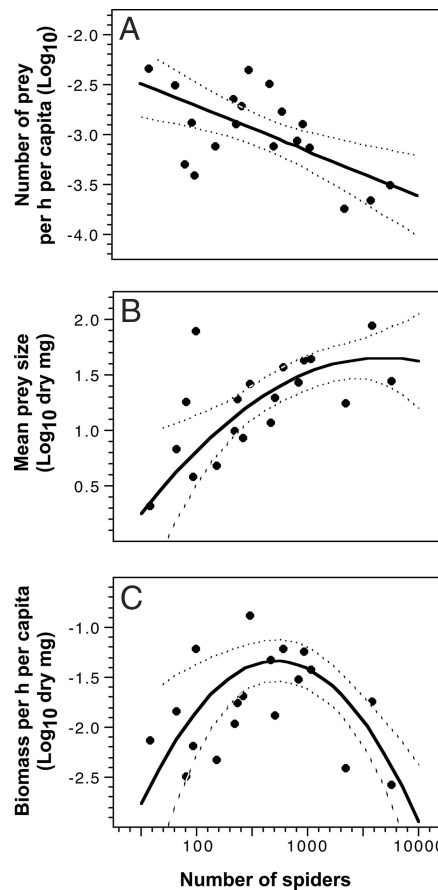 A
Number of prey
per h per capita (Log10)
-2.0
-2.5
-3.0
-3.5
-4.0
B
Mean prey size
(Log10 dry mg)
2.0
1.5
1.0
0.5
C
Biomass per h per capita
(Log10 dry mg)
-1.0
-1.5
-2.0
-2.5
100 1000 10000
Number of spiders